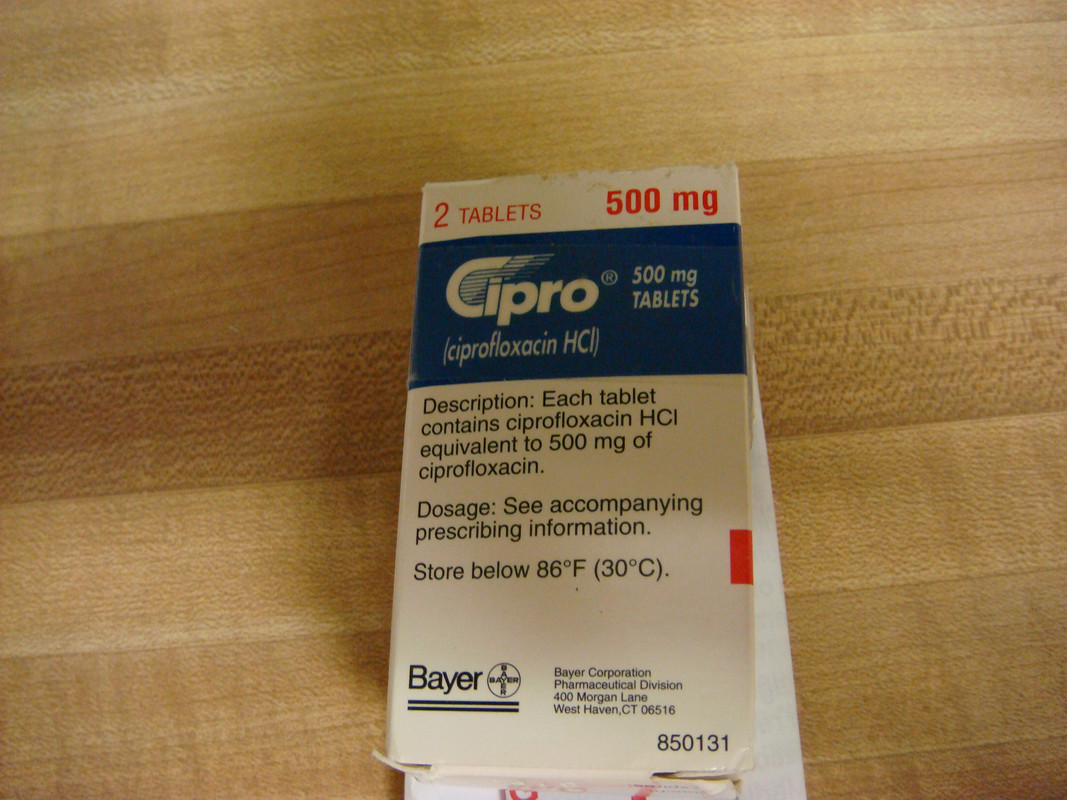 2 TABLETS 500 mg
Cipro® 500 mg
TABLETS
(ciprofloxacin HCl)
Description: Each tablet
contains ciprofloxacin HCl
equivalent to 500 mg of
ciprofloxacin.
Dosage: See accompanying
prescribing information.
Store below 86°F (30°C).
Bayer BAYER BAYER
Bayer Corporation
Pharmaceutical Division
400 Morgan Lane
West Haven,CT 06516
850131